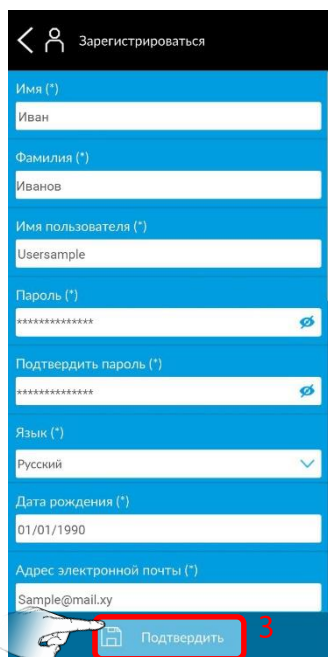 Зарегистрироваться
Имя (*)
Иван
Фамилия (*)
Иванов
Имя пользователя (*)
Usersample
Пароль (*)
**************
Подтвердить пароль (*)
**************
Язык (*)
Русский
Дата рождения (*)
01/01/1990
Адрес электронной почты (*)
Sample@mail.xy
Подтвердить 3